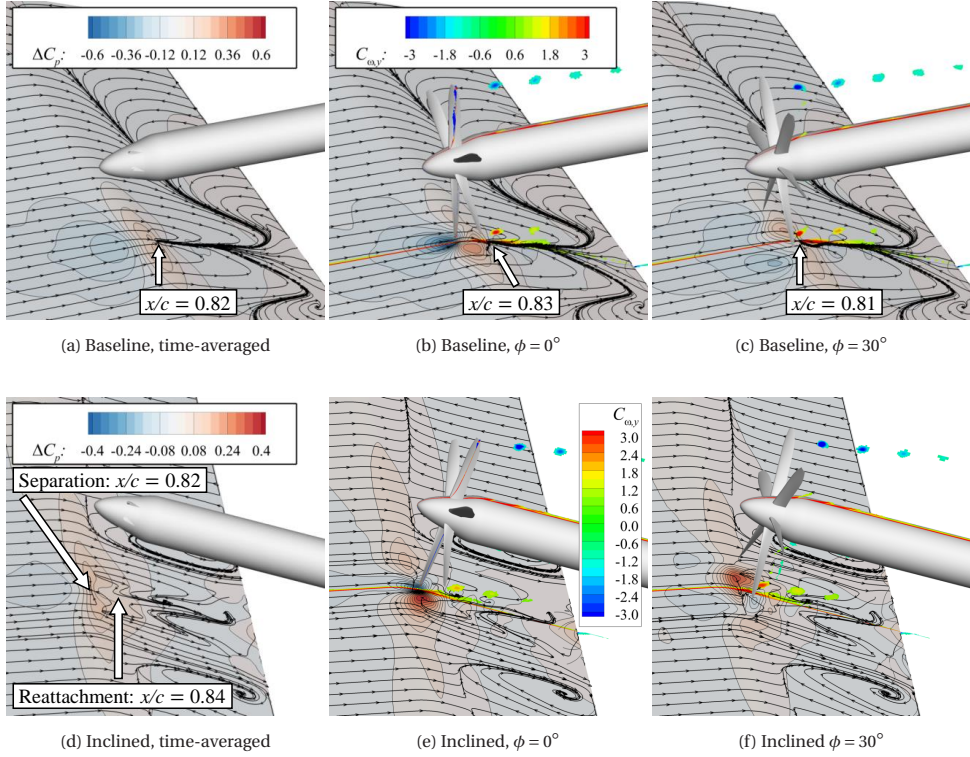 ΔCp:
-0.6 -0.36 -0.12 0.12 0.36 0.6
x/c = 0.82
(a) Baseline, time-averaged
Cω,y:
-3 -1.8 -0.6 0.6 1.8 3
x/c = 0.83
(b) Baseline, ϕ = 0°
x/c = 0.81
(c) Baseline, ϕ = 30°
ΔCp:
-0.4 -0.24 -0.08 0.08 0.24 0.4
Separation: x/c = 0.82
Reattachment: x/c = 0.84
(d) Inclined, time-averaged
Cω,y
3.0
2.4
1.8
1.2
0.6
0.0
-0.6
-1.2
-1.8
-2.4
-3.0
(e) Inclined, ϕ = 0°
(f) Inclined ϕ = 30°